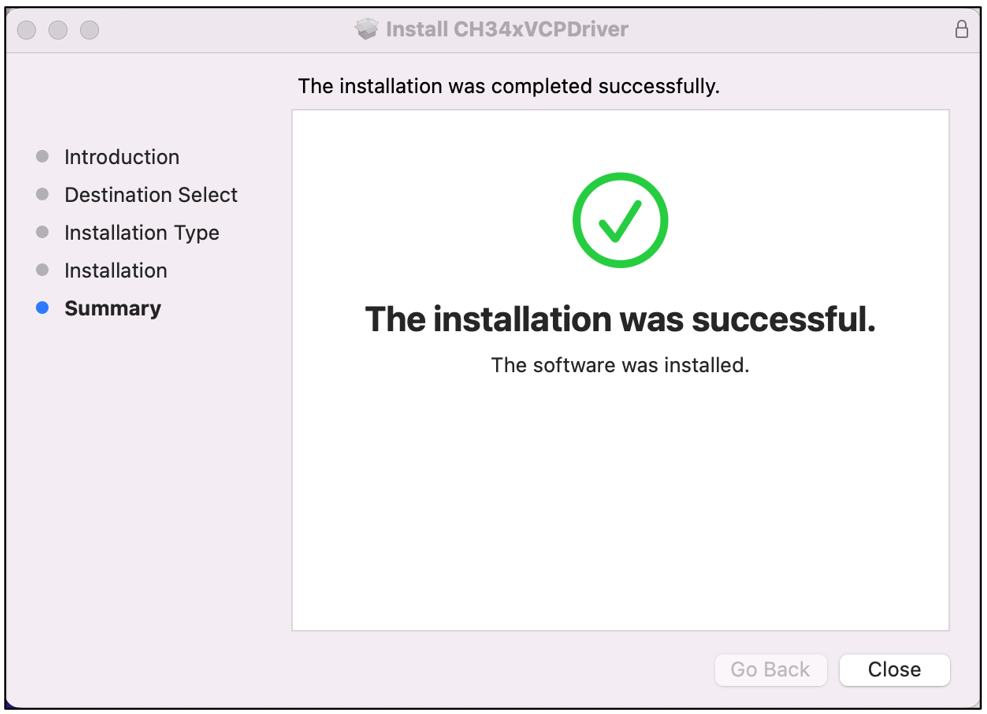 Install CH34xVCPDriver
The installation was completed successfully.
Introduction
Destination Select
Installation Type
Installation
Summary
The installation was successful.
The software was installed.
Go Back
Close